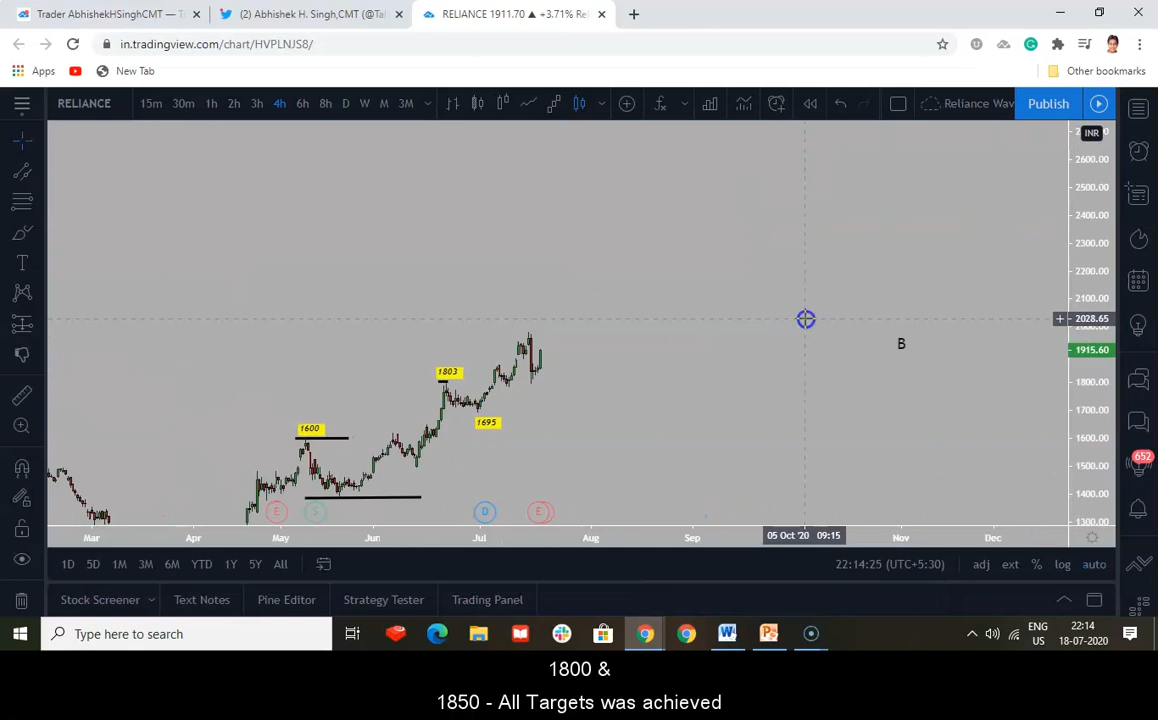 Trader AbhishekHSinghCMT — T
(2) Abhishek H. Singh,CMT (@Tal
RELIANCE 1911.70 ▲ +3.71% Rel
in.tradingview.com/chart/HVPLNJS8/
Apps
New Tab
Other bookmarks
RELIANCE 15m 30m 1h 2h 3h 4h 6h 8h D W M 3M
Reliance Wav
Publish
INR
2600.00
2500.00
2400.00
2300.00
2200.00
2100.00
2028.65
B
1915.60
1803
1800.00
1695
1700.00
1600
1600.00
1500.00
1400.00
E S D E
1300.00
652
Mar Apr May Jun Jul Aug Sep 05 Oct '20 09:15 Nov Dec
1D 5D 1M 3M 6M YTD 1Y 5Y All
22:14:25 (UTC+5:30) adj ext % log auto
Stock Screener Text Notes Pine Editor Strategy Tester Trading Panel
Type here to search
ENG
US
22:14
18-07-2020
1800 &
1850 - All Targets was achieved